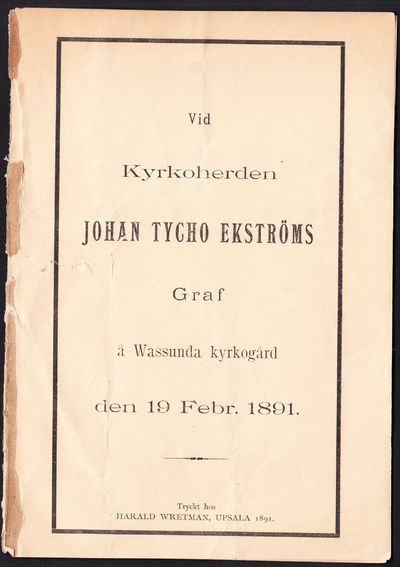 Vid
Kyrkoherden
JOHAN TYCHO EKSTRÖMS
Graf
å Wassunda kyrkogård
den 19 Febr. 1891.
Tryckt hos
HARALD WRETMAN, UPSALA 1891.